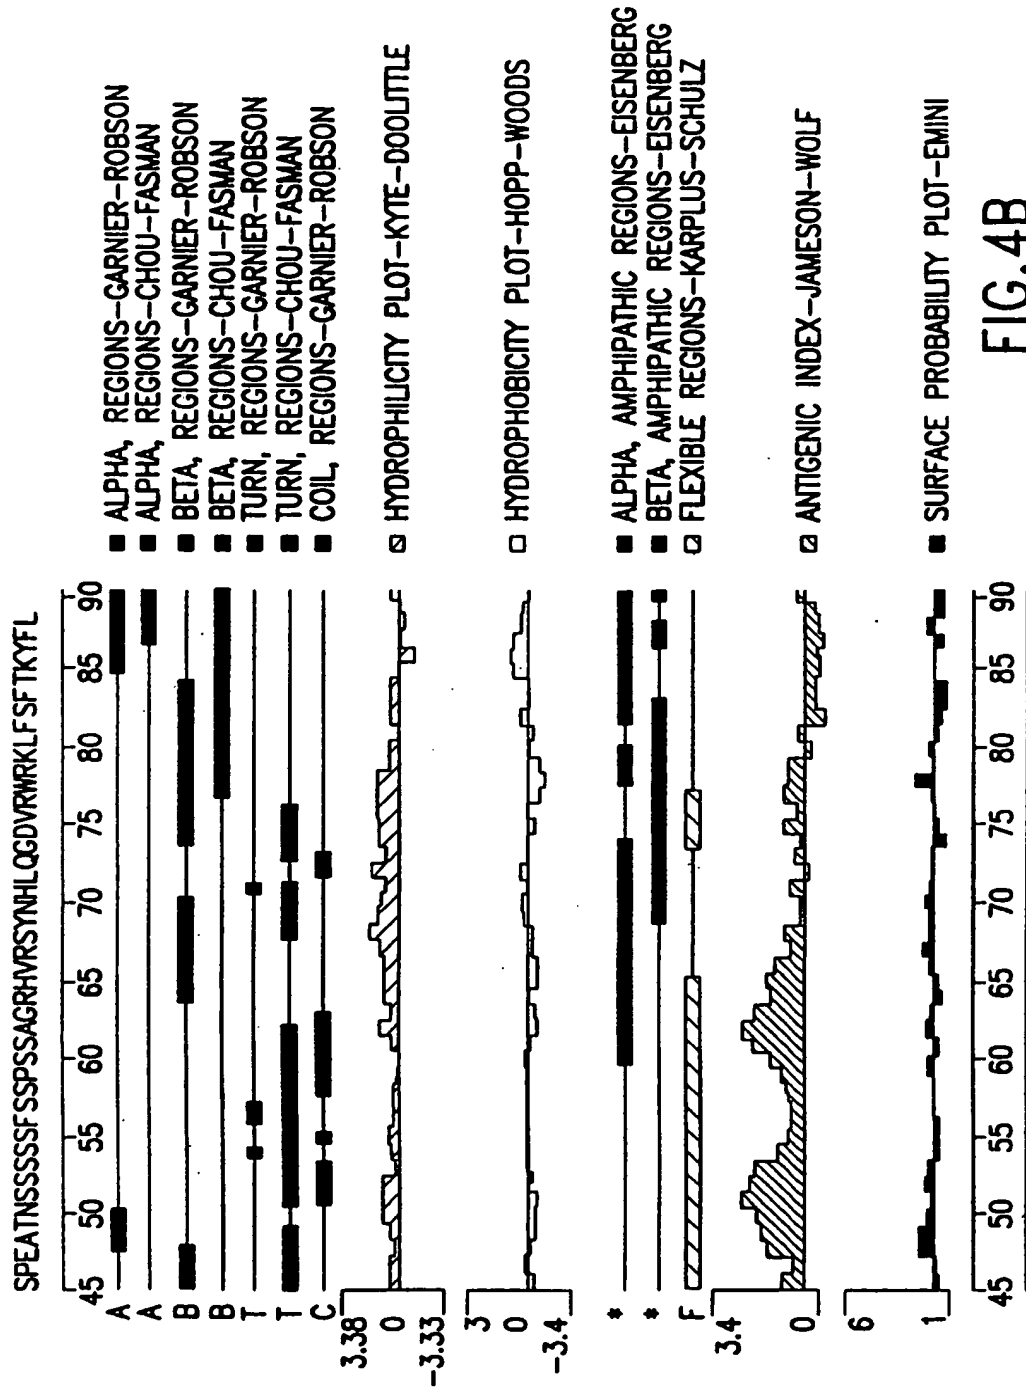 SPEATNSSSSSFSSPSSAGRHVRSYNHLQGDVRWRKLFSFTKYFL
45 50 55 60 65 70 75 80 85 90
A ■ ALPHA, REGIONS-GARNIER-ROBSON
A ■ ALPHA, REGIONS-CHOU-FASMAN
B ■ BETA, REGIONS-GARNIER-ROBSON
B ■ BETA, REGIONS-CHOU-FASMAN
T ■ TURN, REGIONS-GARNIER-ROBSON
T ■ TURN, REGIONS-CHOU-FASMAN
C ■ COIL, REGIONS-GARNIER-ROBSON
3.38
0 HYDROPHILICITY PLOT-KYTE-DOOLITTLE
-3.33
3
0 HYDROPHOBICITY PLOT-HOPP-WOODS
-3.4
* ■ ALPHA, AMPHIPATHIC REGIONS-EISENBERG
* ■ BETA, AMPHIPATHIC REGIONS-EISENBERG
F FLEXIBLE REGIONS-KARPLUS-SCHULZ
3.4
0 ANTIGENIC INDEX-JAMESON-WOLF
6
1 ■ SURFACE PROBABILITY PLOT-EMINI
45 50 55 60 65 70 75 80 85 90
FIG.4B